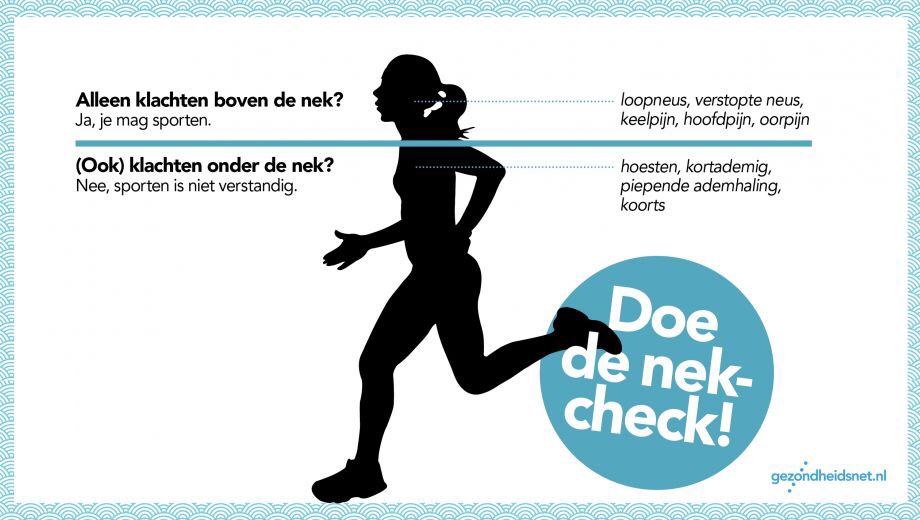 Alleen klachten boven de nek?
Ja, je mag sporten.
loopneus, verstopte neus,
keelpijn, hoofdpijn, oorpijn
(Ook) klachten onder de nek?
Nee, sporten is niet verstandig.
hoesten, kortademig,
piepende ademhaling,
koorts
Doe
de nek-
check!
gezondheidsnet.nl